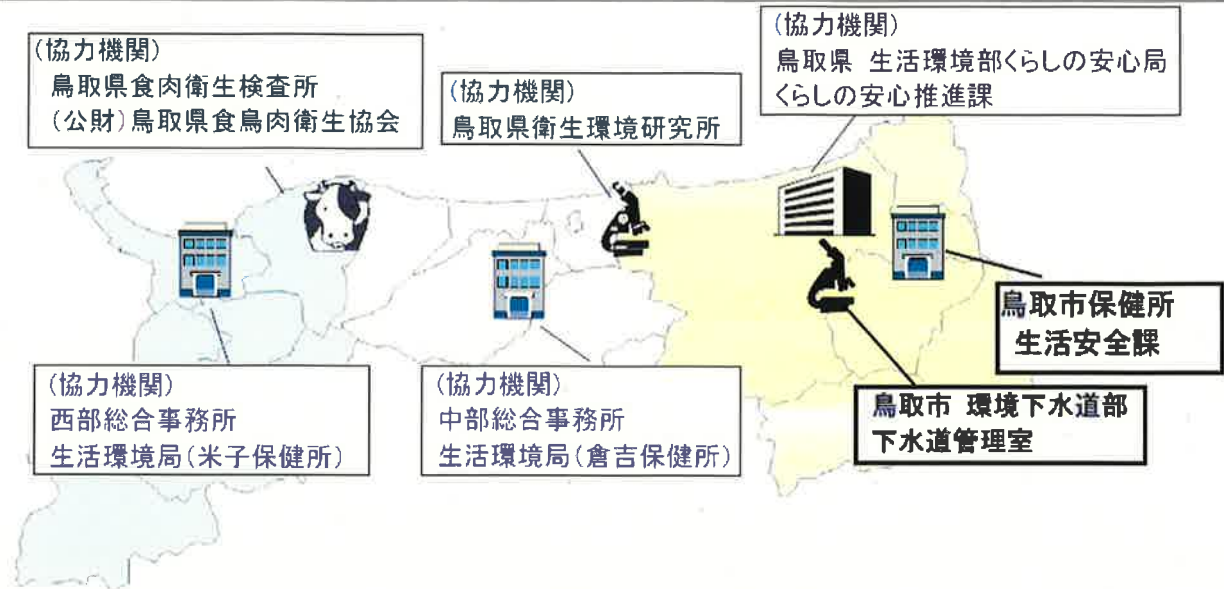 (協力機関)
鳥取県食肉衛生検査所
(公財)鳥取県食鳥肉衛生協会
(協力機関)
鳥取県衛生環境研究所
(協力機関)
鳥取県 生活環境部くらしの安心局
くらしの安心推進課
鳥取市保健所
生活安全課
(協力機関)
西部総合事務所
生活環境局(米子保健所)
(協力機関)
中部総合事務所
生活環境局(倉吉保健所)
鳥取市 環境下水道部
下水道管理室